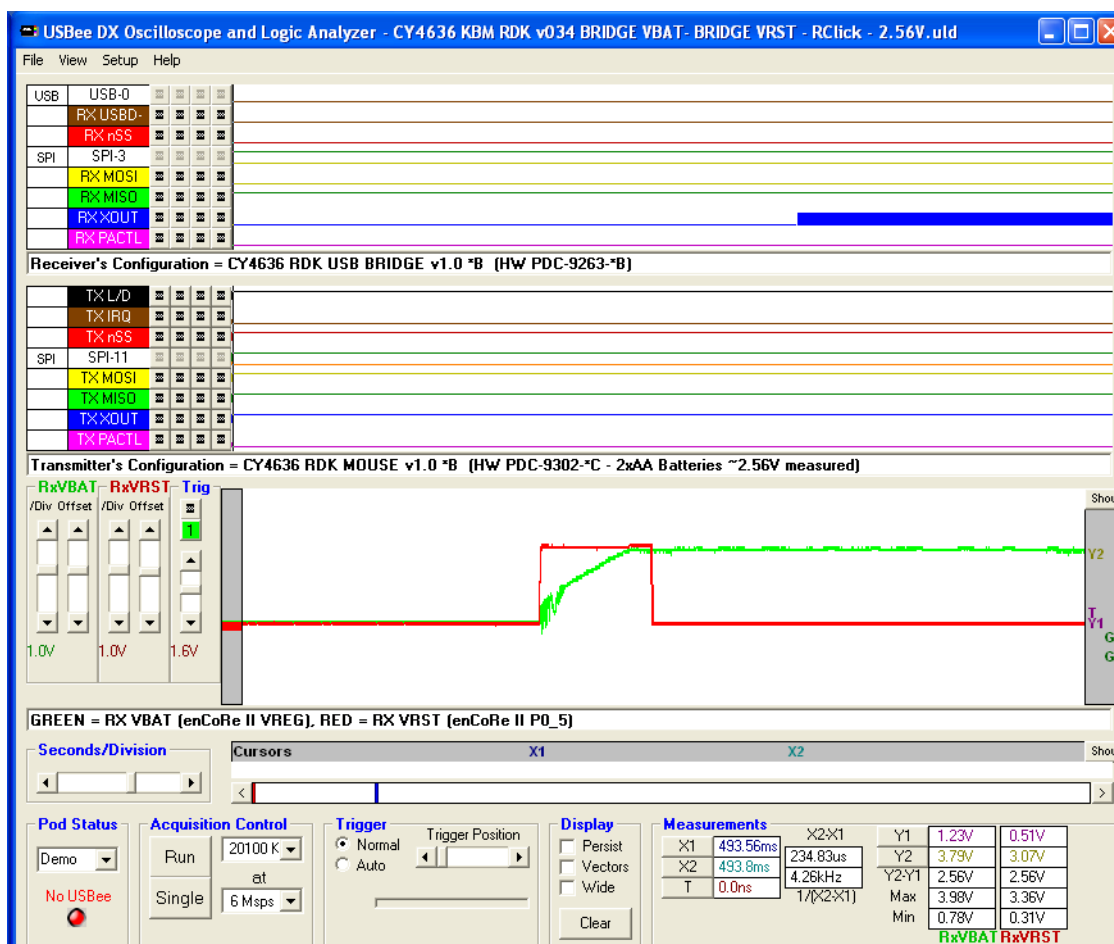 USBee DX Oscilloscope and Logic Analyzer - CY4636 KBM RDK v034 BRIDGE VBAT- BRIDGE VRST - RClick - 2.56V.uld
File View Setup Help
USB USB-0
RX USBD-
RX nSS
SPI SPI-3
RX MOSI
RX MISO
RX XOUT
RX PACTL
Receiver's Configuration = CY4636 RDK USB BRIDGE v1.0 *B (HW PDC-9263-*B)
TX L/D
TX IRQ
TX nSS
SPI SPI-11
TX MOSI
TX MISO
TX XOUT
TX PACTL
Transmitter's Configuration = CY4636 RDK MOUSE v1.0 *B (HW PDC-9302-*C - 2xAA Batteries ~2.56V measured)
RxVBAT RxVRST Trig
/Div Offset /Div Offset
1
1.0V 1.0V 1.6V
Shou
Y2
T
Y1
G
G
GREEN = RX VBAT (enCoRe II VREG), RED = RX VRST (enCoRe II P0_5)
Seconds/Division
Cursors X1 X2 Shou
Pod Status
Demo
No USBee
Acquisition Control
Run 20100 K
at
Single 6 Msps
Trigger
Normal
Auto
Trigger Position
Display
Persist
Vectors
Wide
Clear
Measurements
X1 493.56ms
X2 493.8ms
T 0.0ns
X2-X1
234.83us
4.26kHz
1/(X2-X1)
Y1 1.23V 0.51V
Y2 3.79V 3.07V
Y2-Y1 2.56V 2.56V
Max 3.98V 3.36V
Min 0.78V 0.31V
RxVBAT RxVRST